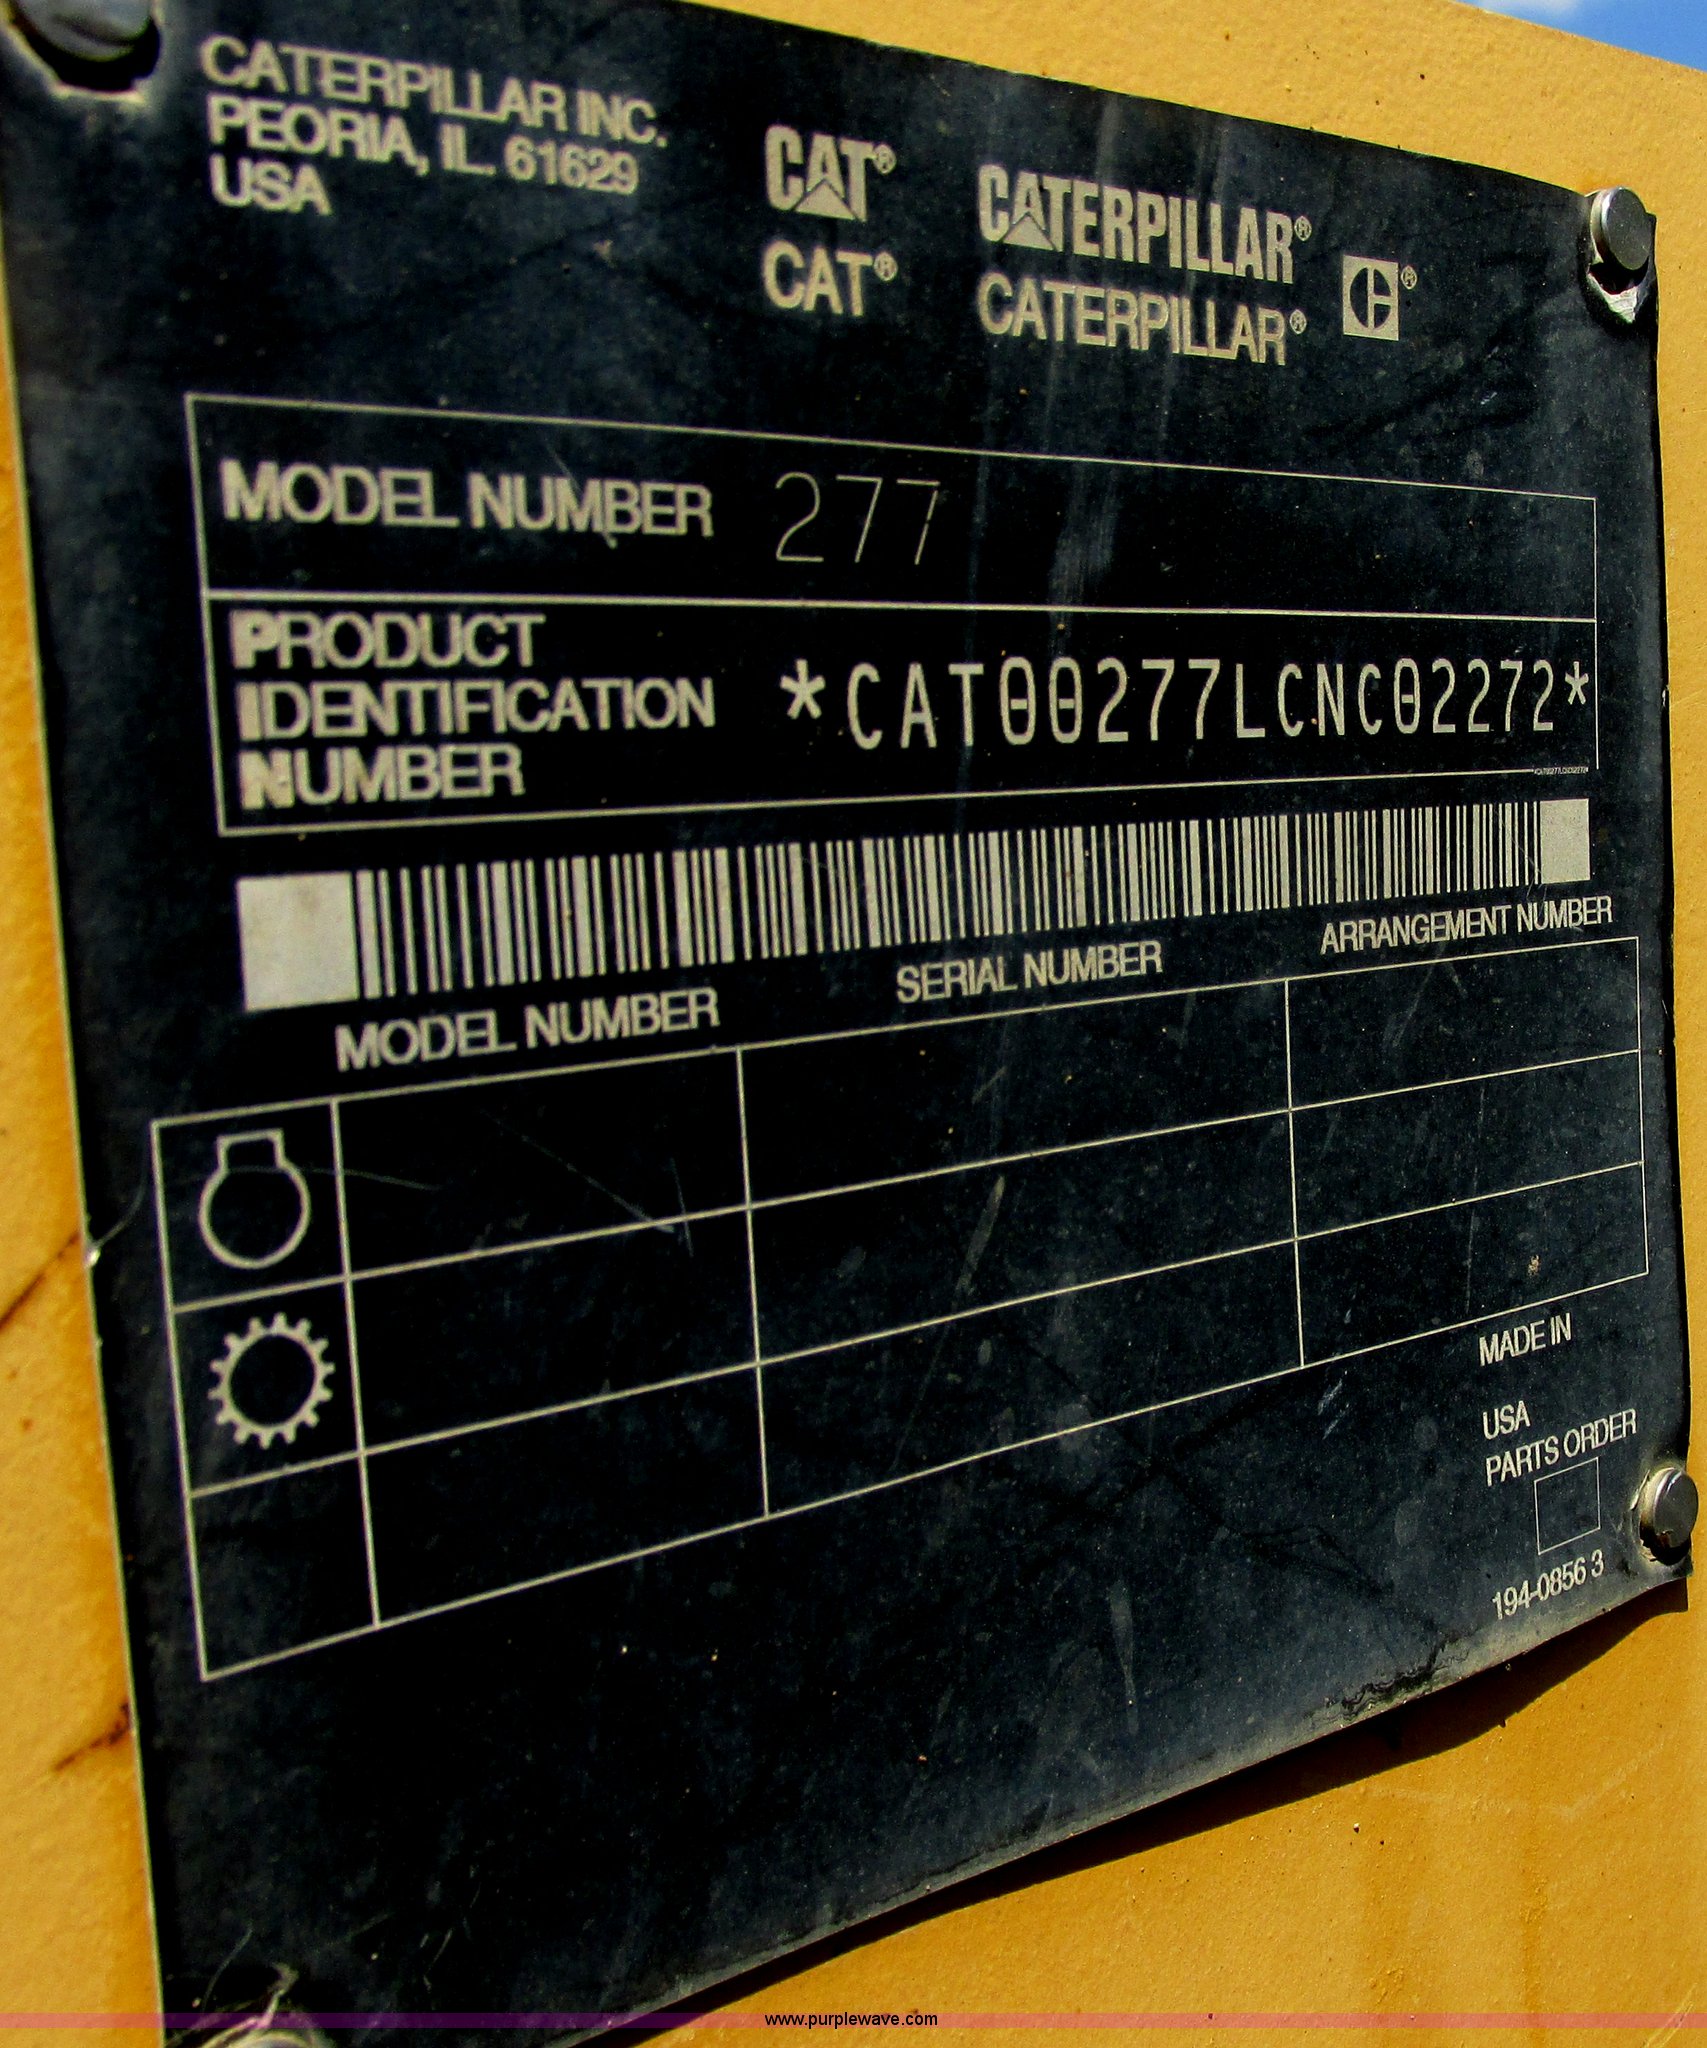 CATERPILLAR INC.
PEORIA, IL. 61629
USA
CAT®
CAT®
CATERPILLAR®
CATERPILLAR®
®
MODEL NUMBER 277
PRODUCT
IDENTIFICATION
NUMBER
*CAT00277LCNC02272*
*CAT00277LCNC02272*
MODEL NUMBER
SERIAL NUMBER
ARRANGEMENT NUMBER
MADE IN
USA
PARTS ORDER
194-0856 3
www.purplewave.com